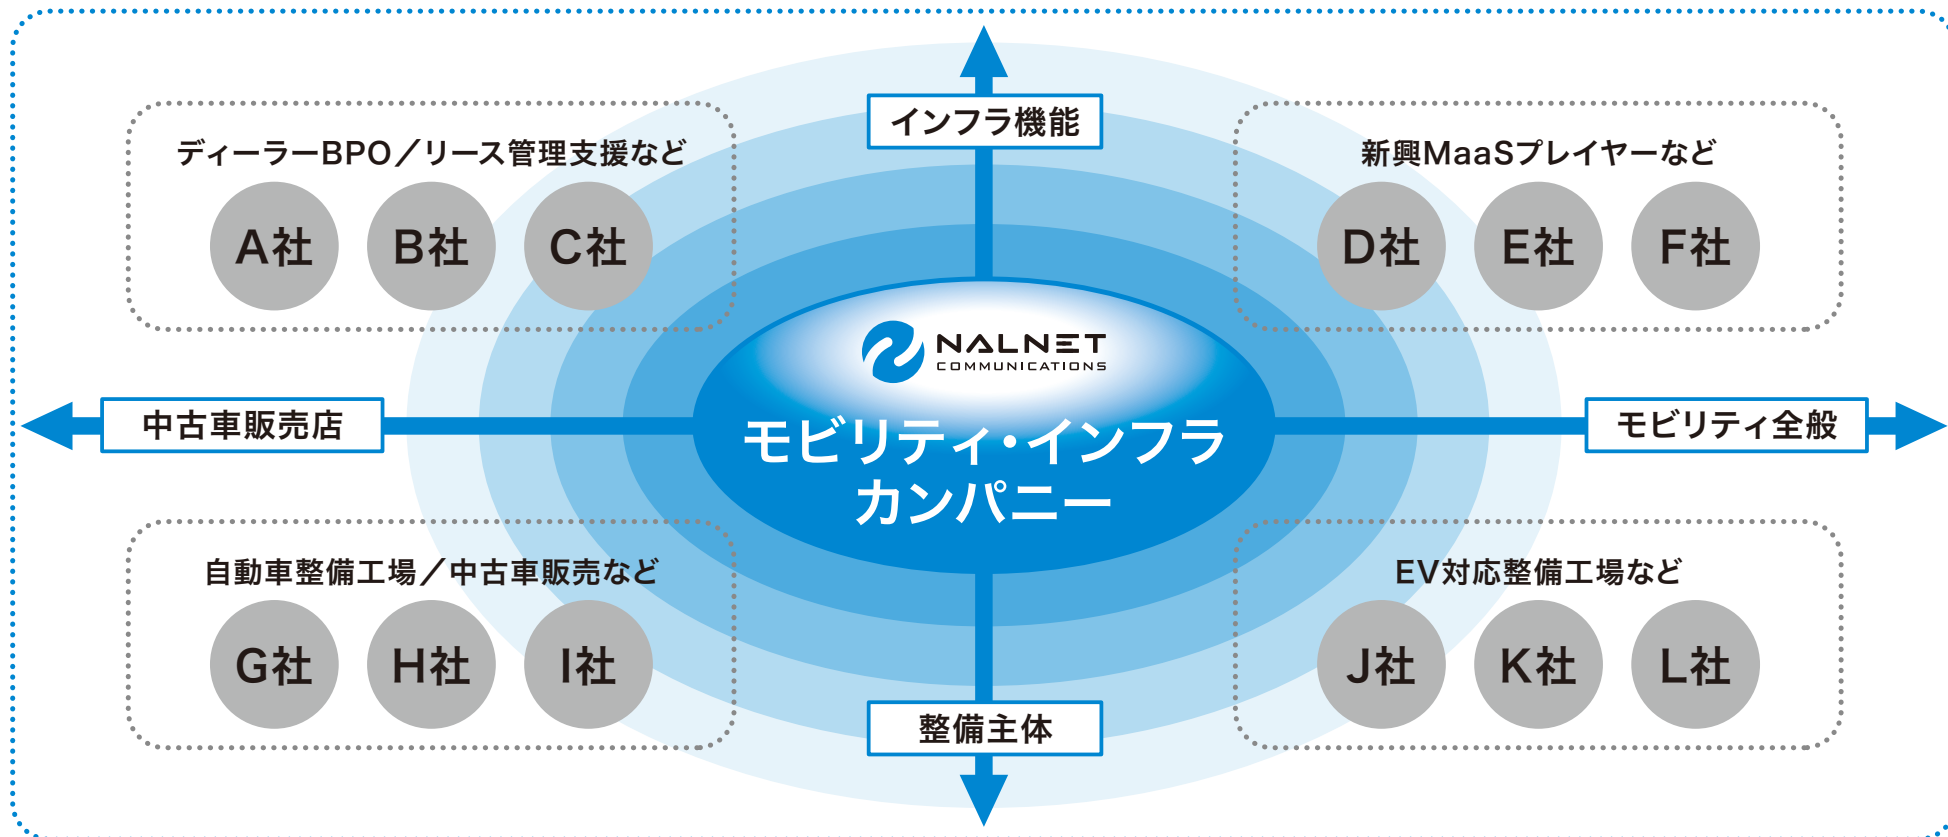 インフラ機能
ディーラーBPO／リース管理支援など
A社 B社 C社
新興MaaSプレイヤーなど
D社 E社 F社
NALNET
COMMUNICATIONS
モビリティ・インフラ
カンパニー
中古車販売店
モビリティ全般
自動車整備工場／中古車販売など
G社 H社 I社
EV対応整備工場など
J社 K社 L社
整備主体